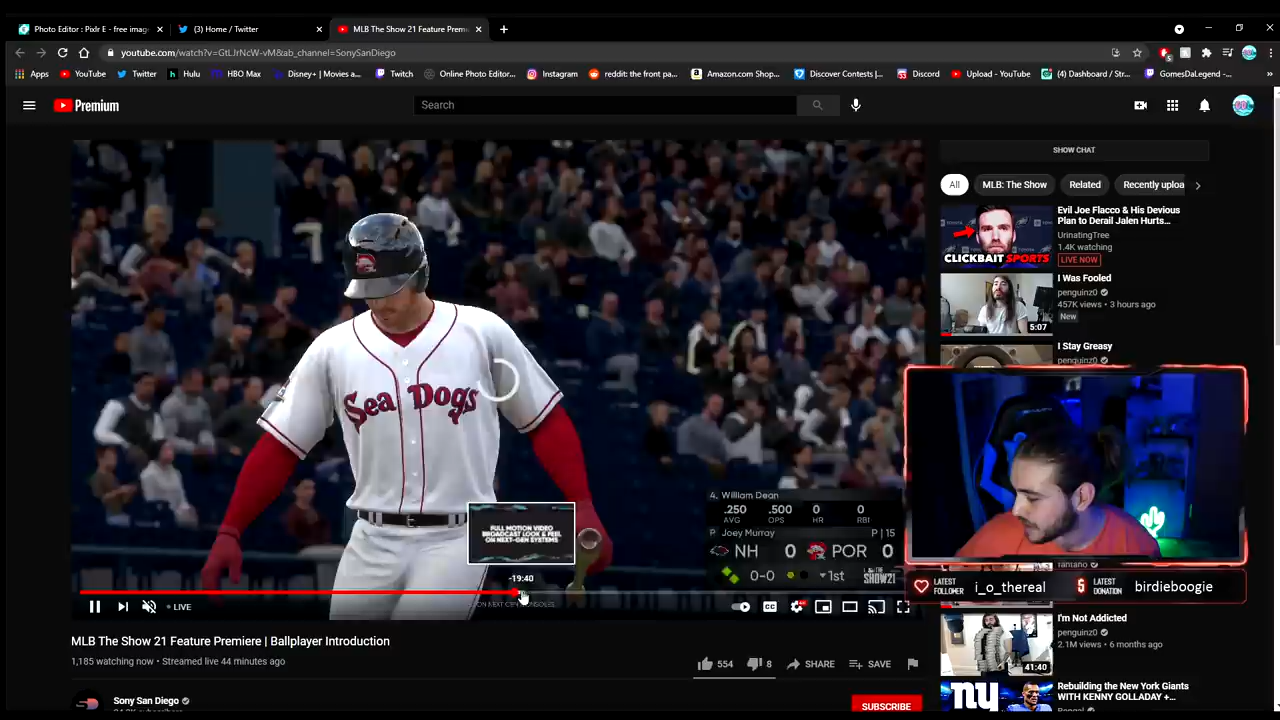 Photo Editor : Pixlr E - free imag
(3) Home / Twitter
MLB The Show 21 Feature Premie
youtube.com/watch?v=GtLJrNcW-vM&ab_channel=SonySanDiego
Apps
YouTube
Twitter
Hulu
HBO Max
Disney+ | Movies a...
Twitch
Online Photo Editor...
Instagram
reddit: the front pa...
Amazon.com Shop...
Discover Contests |...
Discord
Upload - YouTube
(4) Dashboard / Str...
GomesDaLegend -...
Premium
Search
SHOW CHAT
All
MLB: The Show
Related
Recently uploa
Evil Joe Flacco & His Devious
Plan to Derail Jalen Hurts...
UrinatingTree
1.4K watching
LIVE NOW
CLICKBAIT SPORTS
I Was Fooled
penguinz0
457K views • 3 hours ago
New
5:07
I Stay Greasy
penguinz0
Sea Dogs
4. William Dean
.250
.500
0
0
AVG
OPS
HR
RBI
P Joey Murray
P | 15
NH 0
POR 0
0-0
1st
THE SHOW21
FULL MOTION VIDEO
BROADCAST LOOK & FEEL
ON NEXT-GEN SYSTEMS
-19:40
LIVE
CC
MLB The Show 21 Feature Premiere | Ballplayer Introduction
1,185 watching now • Streamed live 44 minutes ago
554
8
SHARE
SAVE
Sony San Diego
SUBSCRIBE
LATEST
FOLLOWER
i_o_thereal
LATEST
DONATION
birdieboogie
fantano
I'm Not Addicted
penguinz0
2.1M views • 6 months ago
41:40
Rebuilding the New York Giants
WITH KENNY GOLLADAY +...
ny